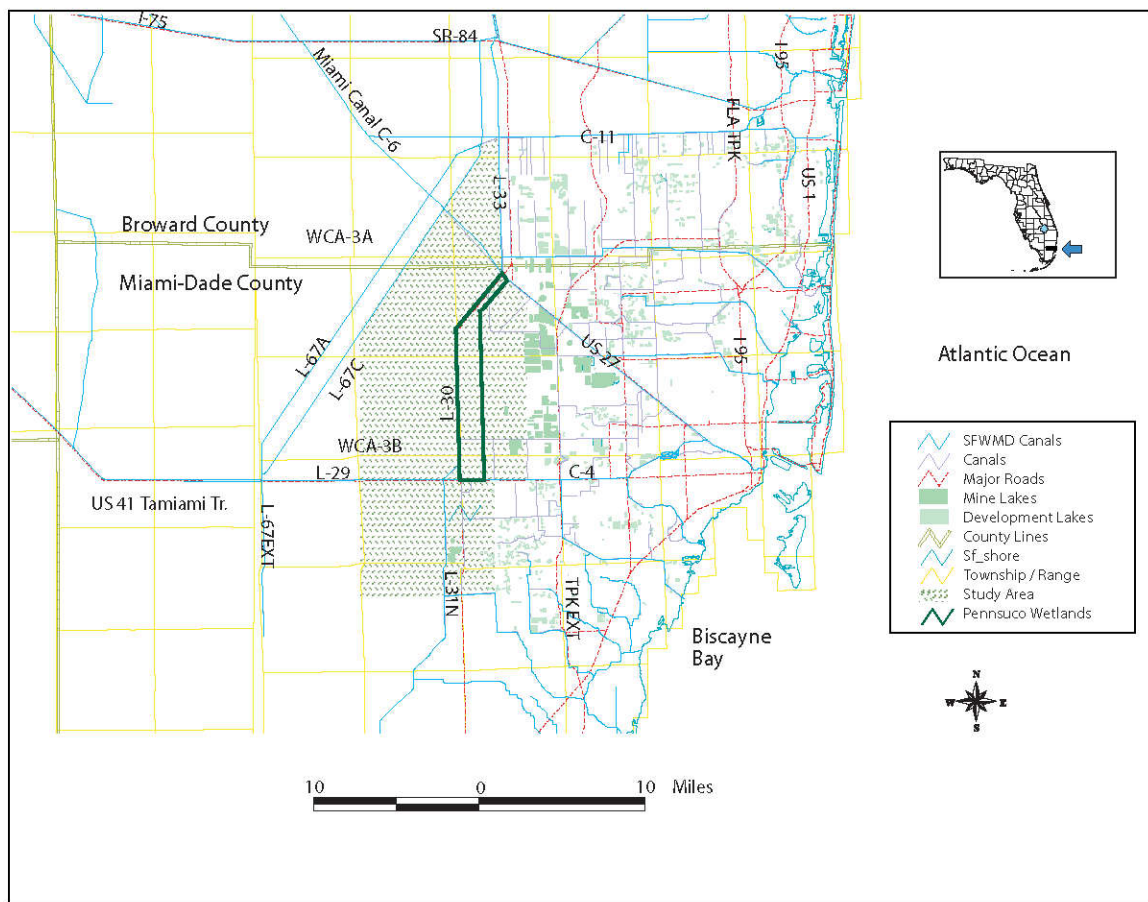 I-75
SR-84
I-95
Miami Canal C-6
FLA TPK
C-11
US 1
L-33
Broward County
WCA-3A
Miami-Dade County
L-67A
L-67C
US 27
I-95
Atlantic Ocean
L-30
WCA-3B
L-29
C-4
US 41 Tamiami Tr.
L-67EXT
L-31N
TPK EXT
Biscayne
Bay
SFWMD Canals
Canals
Major Roads
Mine Lakes
Development Lakes
County Lines
Sf_shore
Township / Range
Study Area
Pennsuco Wetlands
N
W E
S
10 0 10 Miles